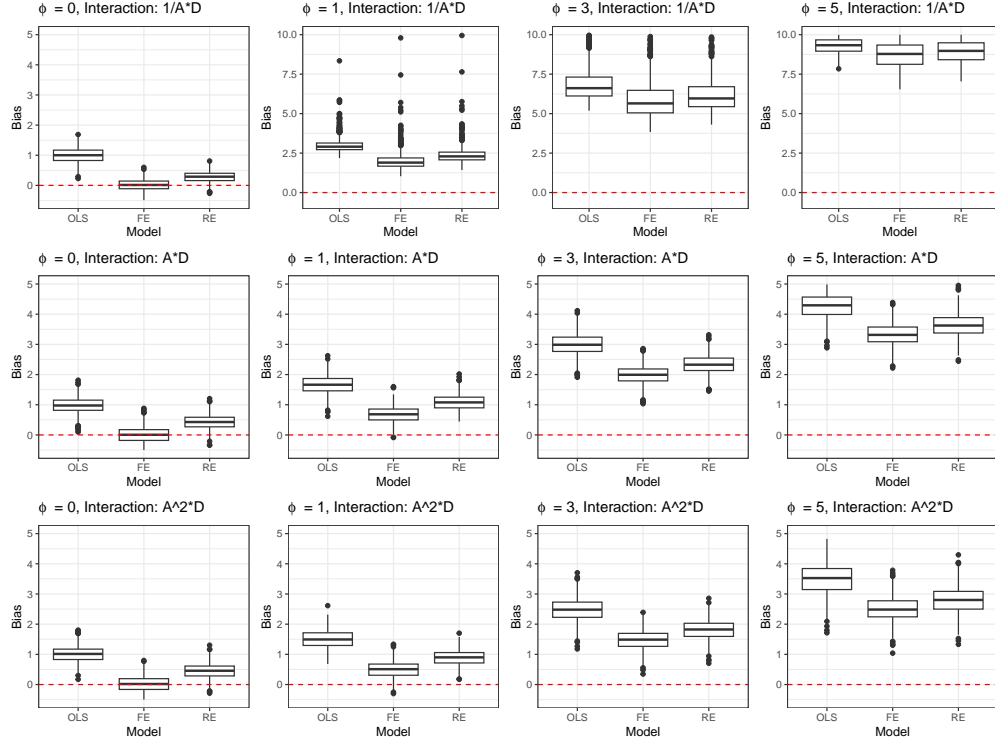 ϕ = 0, Interaction: 1/A*D
5
4
3
2
1
0
Bias
OLS
FE
RE
Model
ϕ = 1, Interaction: 1/A*D
10.0
7.5
5.0
2.5
0.0
Bias
OLS
FE
RE
Model
ϕ = 3, Interaction: 1/A*D
10.0
7.5
5.0
2.5
0.0
Bias
OLS
FE
RE
Model
ϕ = 5, Interaction: 1/A*D
10.0
7.5
5.0
2.5
0.0
Bias
OLS
FE
RE
Model
ϕ = 0, Interaction: A*D
5
4
3
2
1
0
Bias
OLS
FE
RE
Model
ϕ = 1, Interaction: A*D
5
4
3
2
1
0
Bias
OLS
FE
RE
Model
ϕ = 3, Interaction: A*D
5
4
3
2
1
0
Bias
OLS
FE
RE
Model
ϕ = 5, Interaction: A*D
5
4
3
2
1
0
Bias
OLS
FE
RE
Model
ϕ = 0, Interaction: A^2*D
5
4
3
2
1
0
Bias
OLS
FE
RE
Model
ϕ = 1, Interaction: A^2*D
5
4
3
2
1
0
Bias
OLS
FE
RE
Model
ϕ = 3, Interaction: A^2*D
5
4
3
2
1
0
Bias
OLS
FE
RE
Model
ϕ = 5, Interaction: A^2*D
5
4
3
2
1
0
Bias
OLS
FE
RE
Model